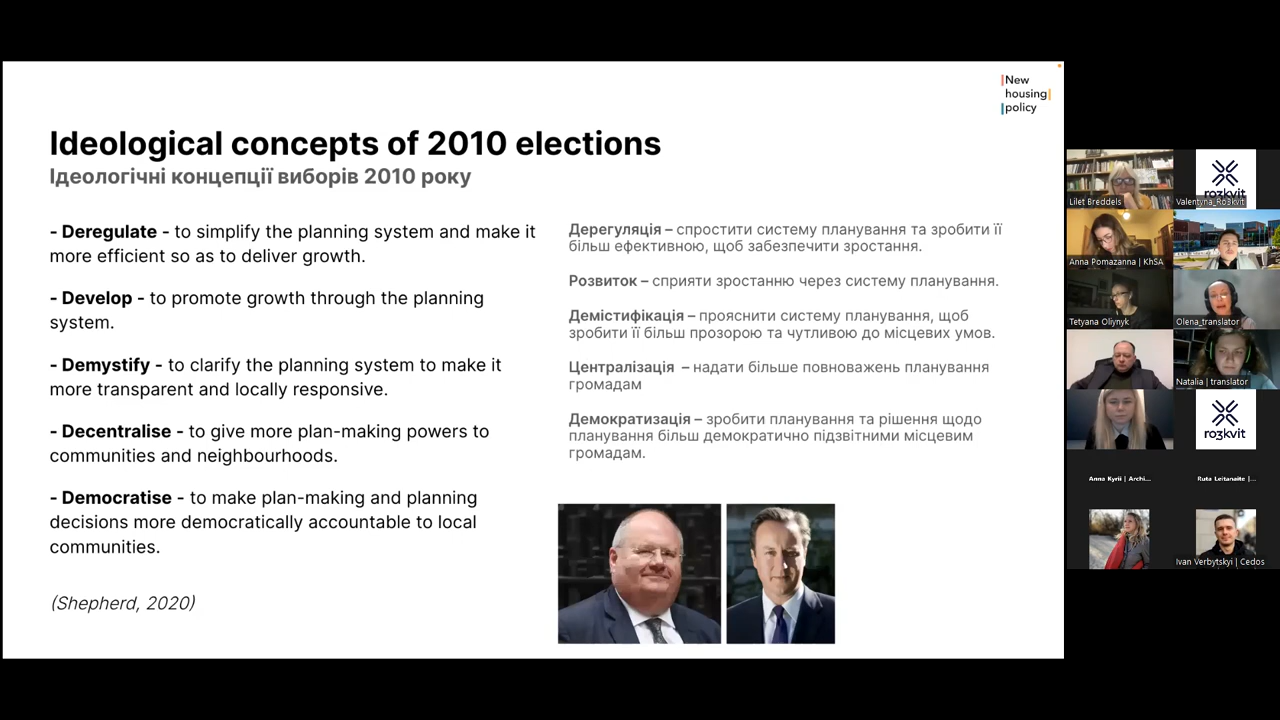 New
housing
policy
Ideological concepts of 2010 elections
Ідеологічні концепції виборів 2010 року
- Deregulate - to simplify the planning system and make it
more efficient so as to deliver growth.
- Develop - to promote growth through the planning
system.
- Demystify - to clarify the planning system to make it
more transparent and locally responsive.
- Decentralise - to give more plan-making powers to
communities and neighbourhoods.
- Democratise - to make plan-making and planning
decisions more democratically accountable to local
communities.
(Shepherd, 2020)
Дерегуляція – спростити систему планування та зробити її
більш ефективною, щоб забезпечити зростання.
Розвиток – сприяти зростанню через систему планування.
Демістифікація – прояснити систему планування, щоб
зробити її більш прозорою та чутливою до місцевих умов.
Централізація – надати більше повноважень планування
громадам
Демократизація – зробити планування та рішення щодо
планування більш демократично підзвітними місцевим
громадам.
Lilet Breddels
rozkvit
Valentyna_Ro3kvit
Anna Pomazanna | KhSA
Tetyana Oliynyk
Olena_translator
Natalia | translator
ro3kvit
Anna Kyrii | Archi...
Ruta Leitanaite |...
Ivan Verbytskyi | Cedos